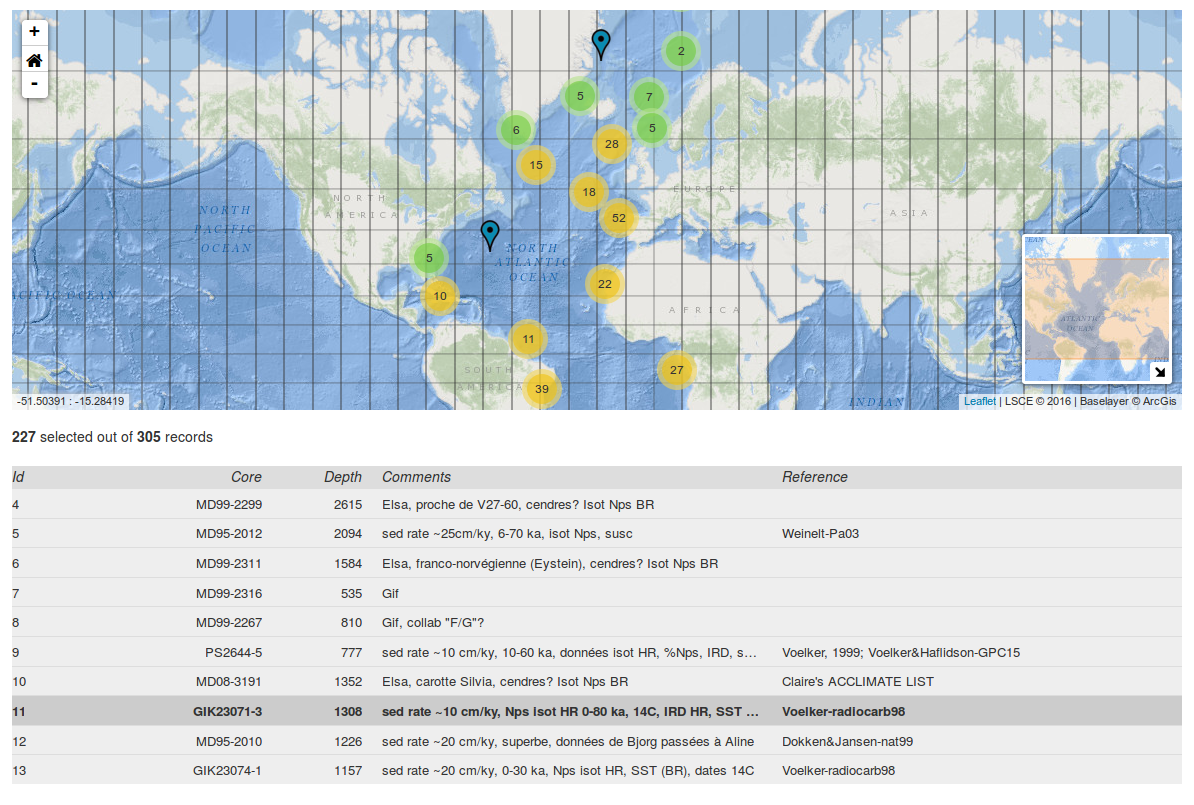 +
-
2
5
7
6
5
28
15
18
52
5
10
22
11
39
27
NORTH
AMERICA
EUROPE
ASIA
NORTH
PACIFIC
OCEAN
NORTH
ATLANTIC
OCEAN
ACIFIC OCEAN
AFRICA
SOUTH
AMERICA
INDIAN
EAN
ATLANTIC
OCEAN
IND
-51.50391 : -15.28419
Leaflet | LSCE © 2016 | Baselayer © ArcGis
227 selected out of 305 records
Id Core Depth Comments Reference
4 MD99-2299 2615 Elsa, proche de V27-60, cendres? Isot Nps BR
5 MD95-2012 2094 sed rate ~25cm/ky, 6-70 ka, isot Nps, susc Weinelt-Pa03
6 MD99-2311 1584 Elsa, franco-norvégienne (Eystein), cendres? Isot Nps BR
7 MD99-2316 535 Gif
8 MD99-2267 810 Gif, collab "F/G"?
9 PS2644-5 777 sed rate ~10 cm/ky, 10-60 ka, données isot HR, %Nps, IRD, s… Voelker, 1999; Voelker&Haflidson-GPC15
10 MD08-3191 1352 Elsa, carotte Silvia, cendres? Isot Nps BR Claire's ACCLIMATE LIST
11 GIK23071-3 1308 sed rate ~10 cm/ky, Nps isot HR 0-80 ka, 14C, IRD HR, SST … Voelker-radiocarb98
12 MD95-2010 1226 sed rate ~20 cm/ky, superbe, données de Bjorg passées à Aline Dokken&Jansen-nat99
13 GIK23074-1 1157 sed rate ~20 cm/ky, 0-30 ka, Nps isot HR, SST (BR), dates 14C Voelker-radiocarb98